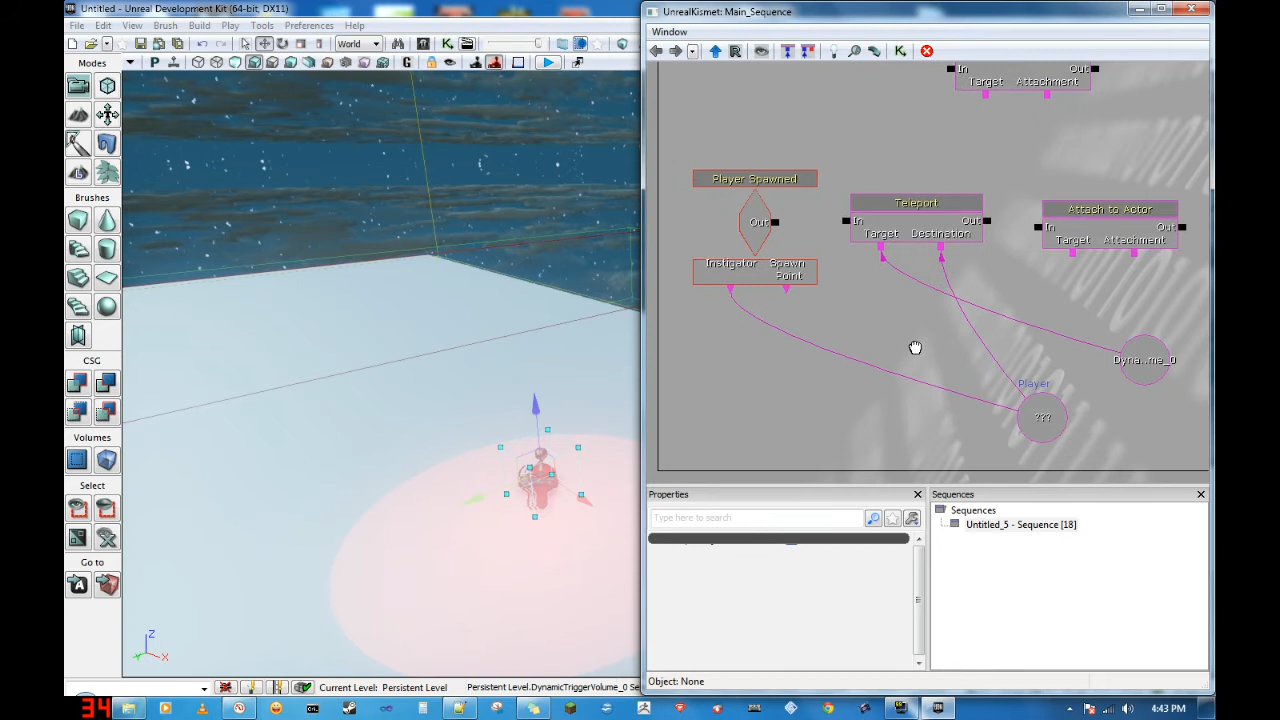 Untitled - Unreal Development Kit (64-bit, DX11)
File Edit View Brush Build Play Tools Preferences Help
World
Modes
P
G
Brushes
CSG
Volumes
Select
Go to
Z
X
Y
Current Level: Persistent Level
Persistent Level.DynamicTriggerVolume_0 Se
UnrealKismet: Main_Sequence
Window
In Out
Target Attachment
Player Spawned
Out
Instigator Spawn
Point
Teleport
In Out
Target Destination
Attach to Actor
In Out
Target Attachment
Dyna..me_0
Player
???
Properties
Type here to search
Sequences
Sequences
Untitled_5 - Sequence [18]
Object: None
34
4:43 PM